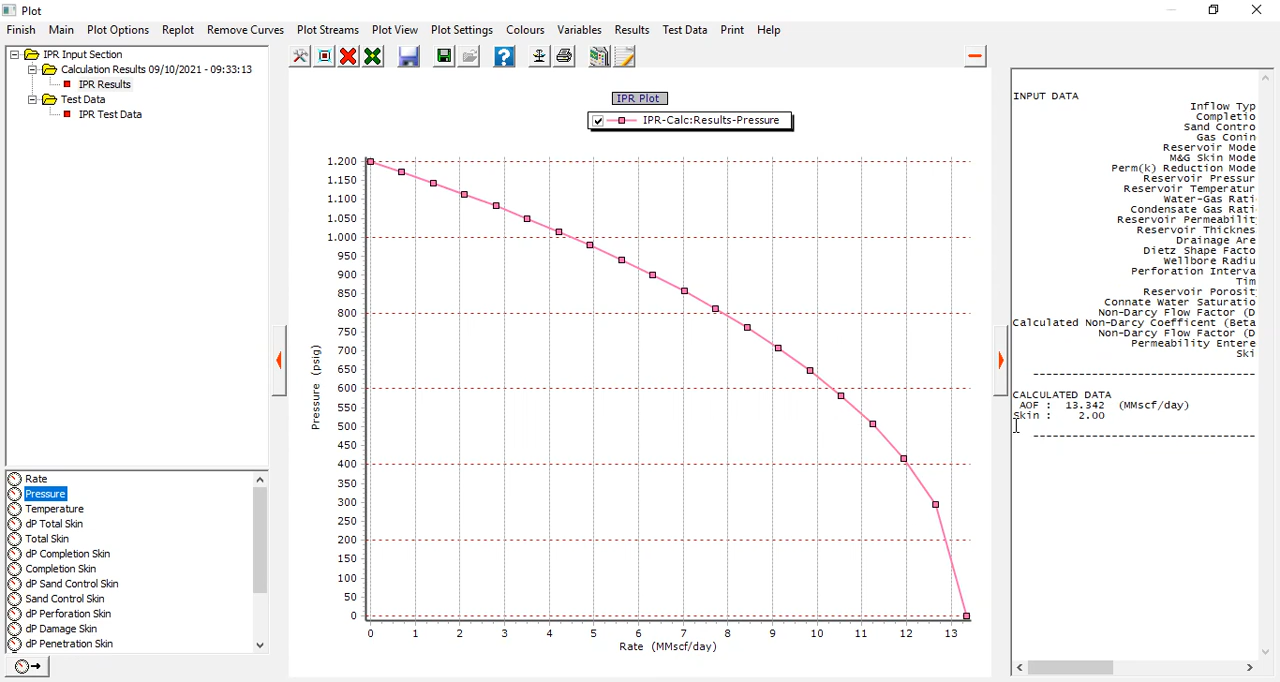 Plot
Finish Main Plot Options Replot Remove Curves Plot Streams Plot View Plot Settings Colours Variables Results Test Data Print Help
IPR Input Section
Calculation Results 09/10/2021 - 09:33:13
IPR Results
Test Data
IPR Test Data
Rate
Pressure
Temperature
dP Total Skin
Total Skin
dP Completion Skin
Completion Skin
dP Sand Control Skin
Sand Control Skin
dP Perforation Skin
dP Damage Skin
dP Penetration Skin
IPR Plot
IPR-Calc:Results-Pressure
1.200
1.150
1.100
1.050
1.000
950
900
850
800
750
700
650
600
550
500
450
400
350
300
250
200
150
100
50
0
Pressure (psig)
0 1 2 3 4 5 6 7 8 9 10 11 12 13
Rate (MMscf/day)
INPUT DATA
Inflow Typ
Completio
Sand Contro
Gas Conin
Reservoir Mode
M&G Skin Mode
Perm(k) Reduction Mode
Reservoir Pressur
Reservoir Temperatur
Water-Gas Rati
Condensate Gas Rati
Reservoir Permeabilit
Reservoir Thicknes
Drainage Are
Dietz Shape Facto
Wellbore Radiu
Perforation Interva
Tim
Reservoir Porosit
Connate Water Saturatio
Non-Darcy Flow Factor (D
Calculated Non-Darcy Coefficent (Beta
Non-Darcy Flow Factor (D
Permeability Entere
Ski
CALCULATED DATA
AOF : 13.342 (MMscf/day)
Skin : 2.00